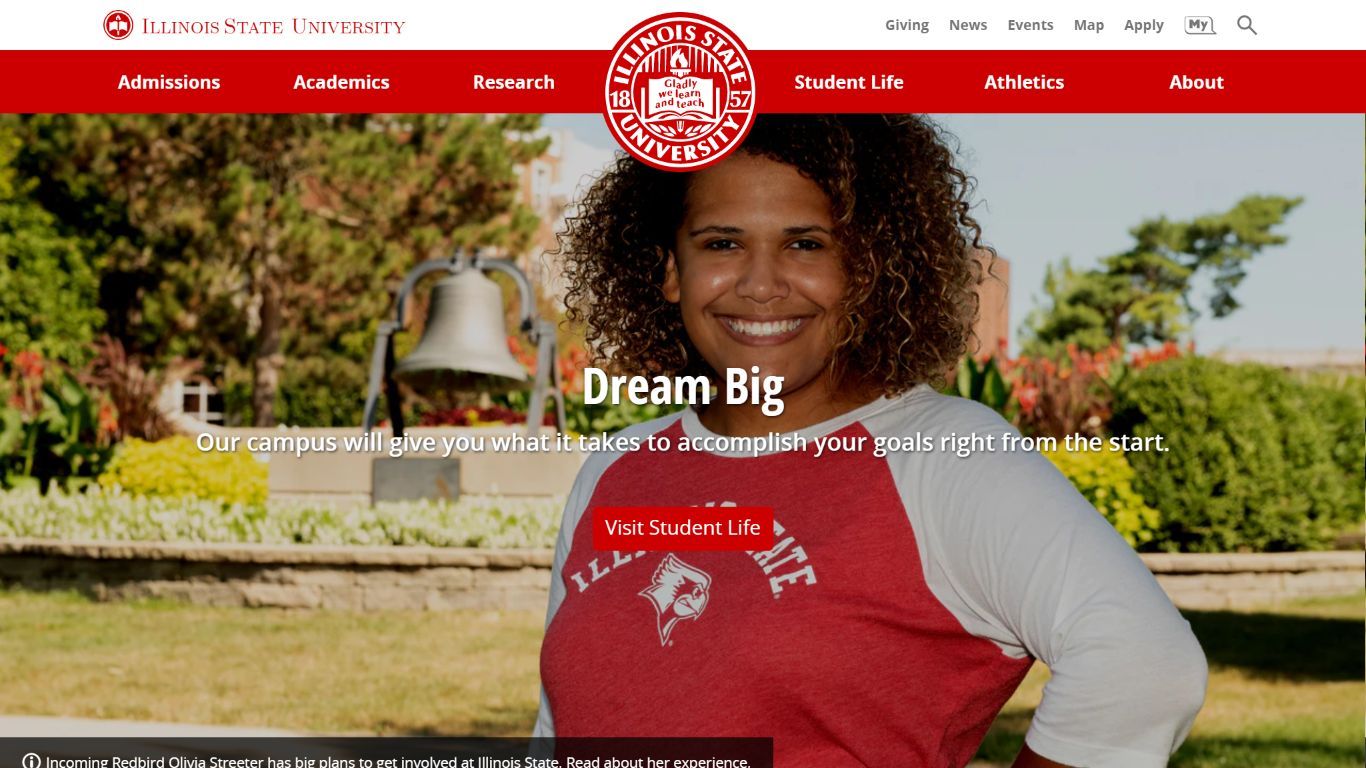 ILLINOIS STATE UNIVERSITY
Giving News Events Map Apply My
Admissions Academics Research Student Life Athletics About
ILLINOIS STATE UNIVERSITY
18 57
Gladly
we learn
and teach
Dream Big
Our campus will give you what it takes to accomplish your goals right from the start.
Visit Student Life
Incoming Redbird Olivia Streeter has big plans to get involved at Illinois State. Read about her experience.